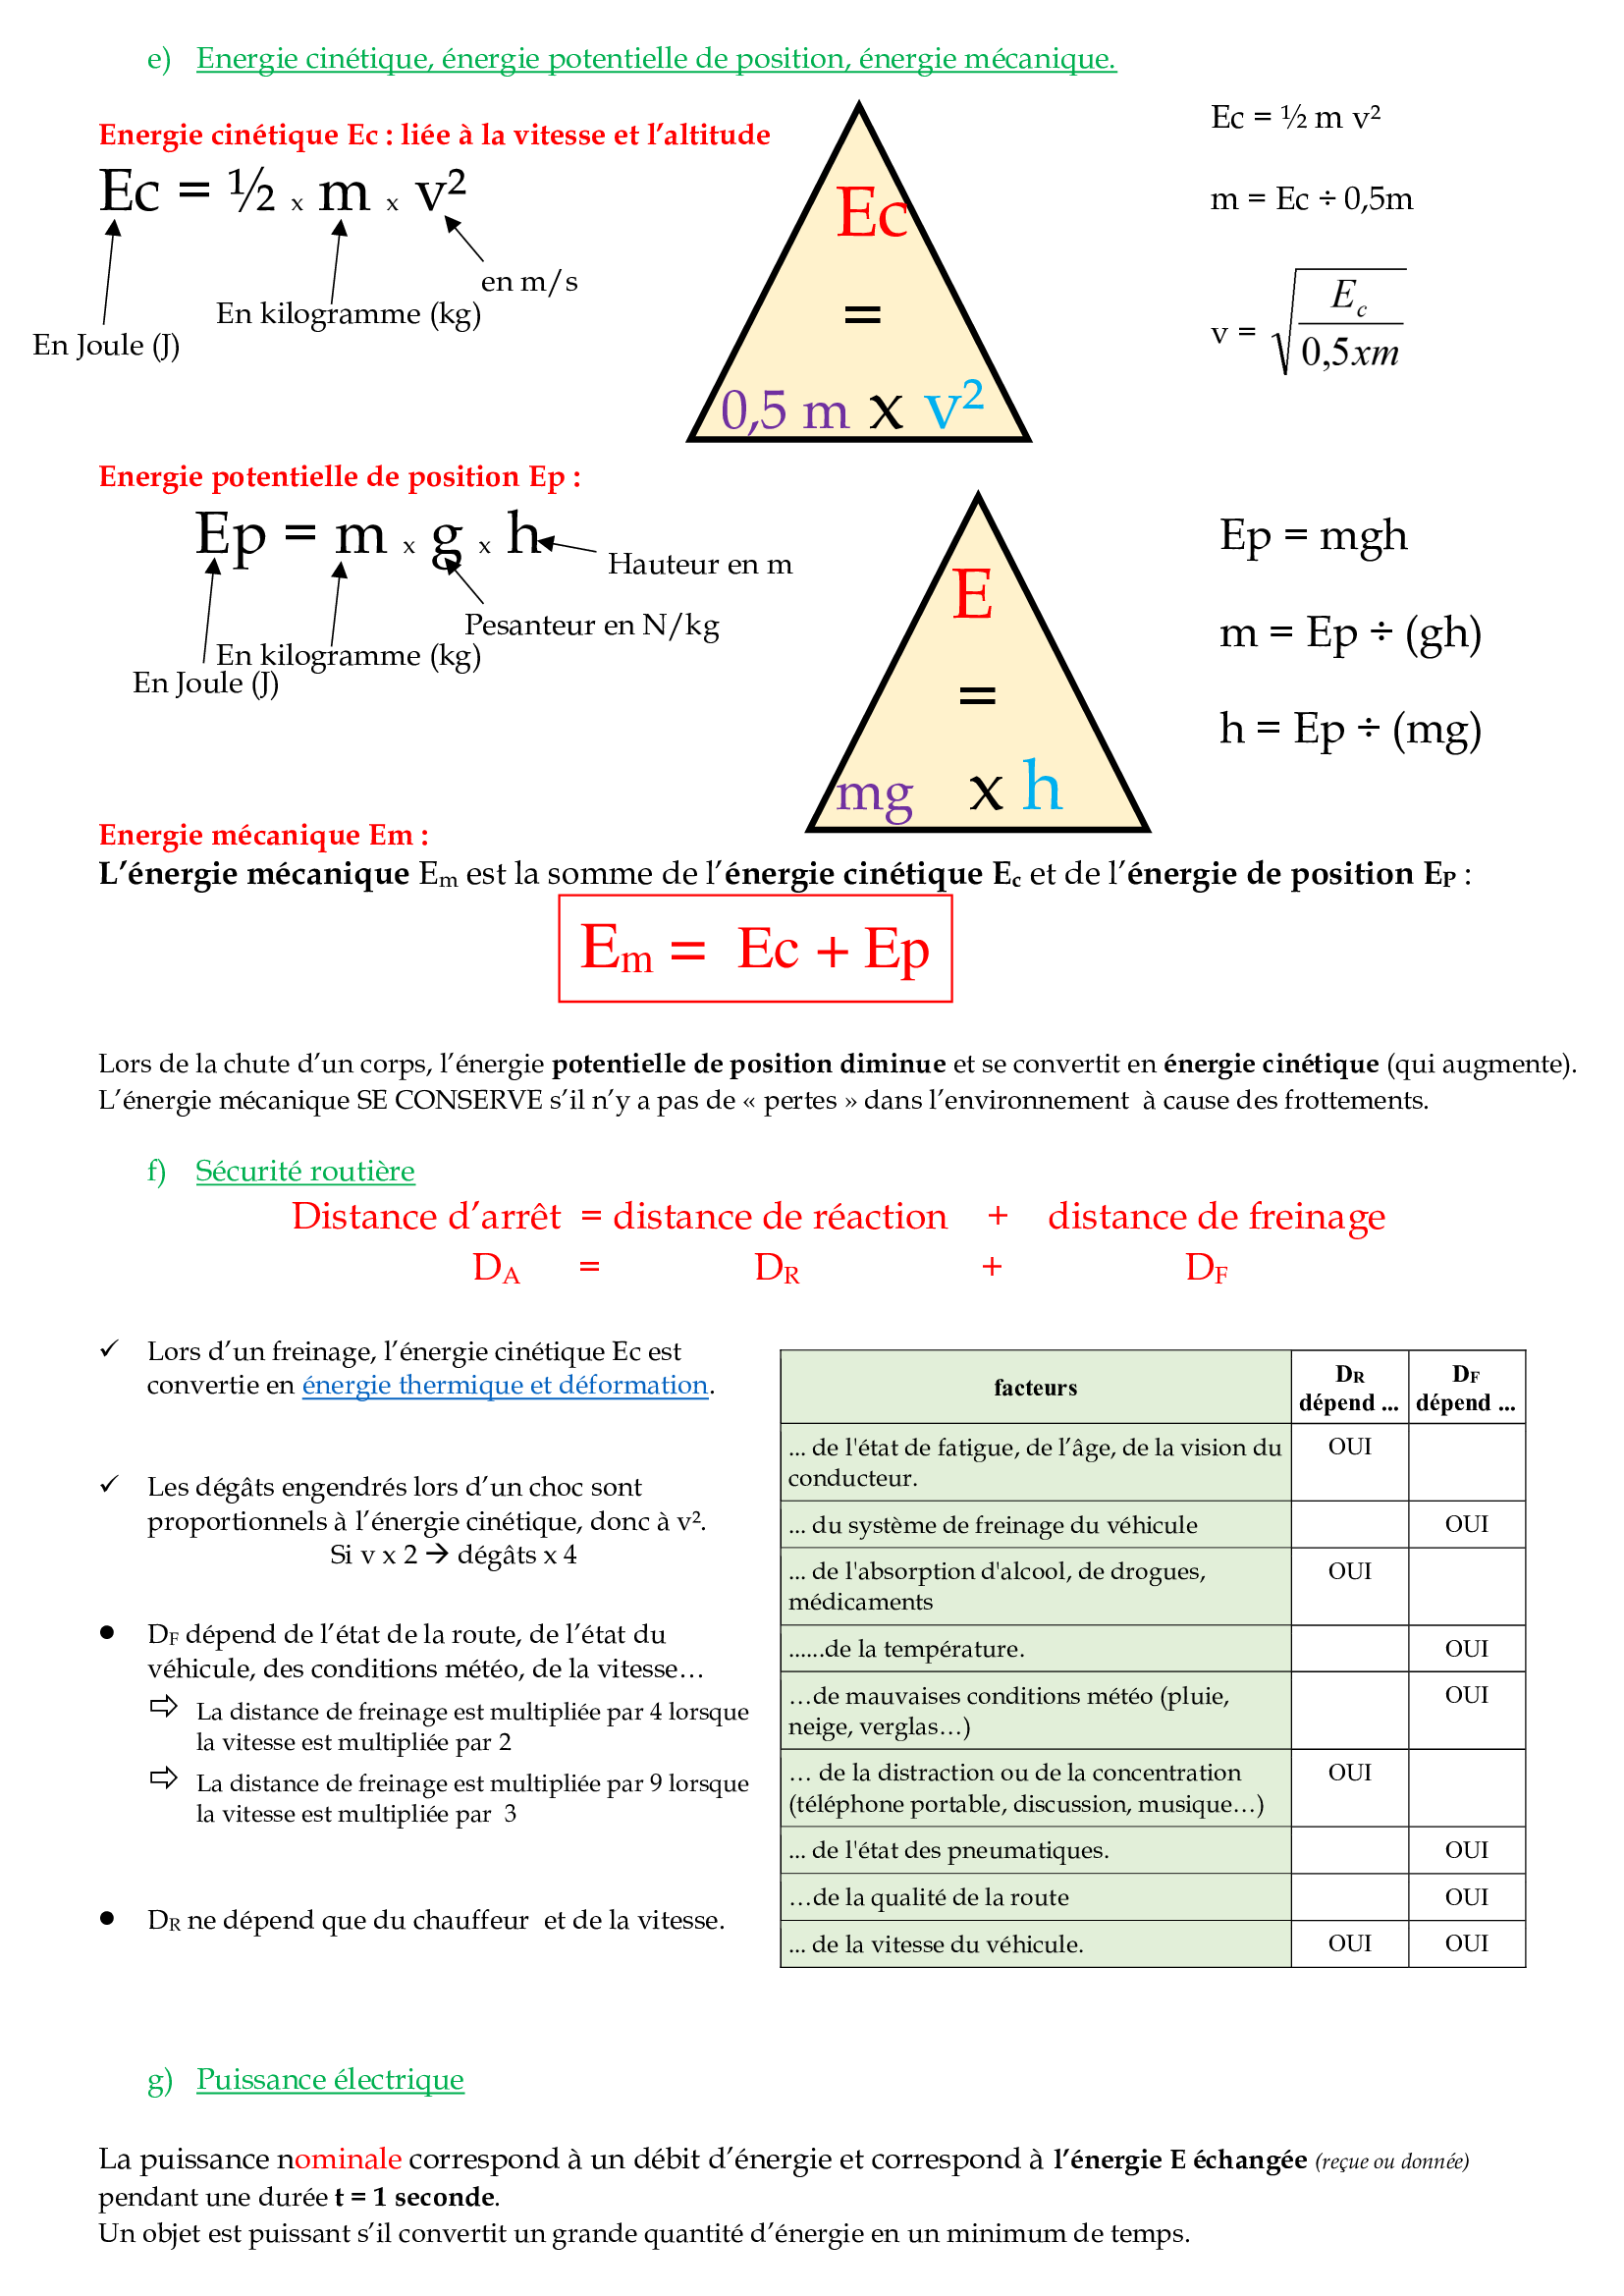 e) Energie cinétique, énergie potentielle de position, énergie mécanique.
Energie cinétique Ec : liée à la vitesse et l’altitude
Ec = ½ x m x v²
en m/s
En kilogramme (kg)
En Joule (J)
Ec
=
0,5 m x v²
Ec = ½ m v²
m = Ec ÷ 0,5m
v = √(E_c / 0,5xm)
Energie potentielle de position Ep :
Ep = m x g x h
Hauteur en m
Pesanteur en N/kg
En kilogramme (kg)
En Joule (J)
E
=
mg x h
Ep = mgh
m = Ep ÷ (gh)
h = Ep ÷ (mg)
Energie mécanique Em :
L’énergie mécanique Em est la somme de l’énergie cinétique Ec et de l’énergie de position EP :
Em = Ec + Ep
Lors de la chute d’un corps, l’énergie potentielle de position diminue et se convertit en énergie cinétique (qui augmente).
L’énergie mécanique SE CONSERVE s’il n’y a pas de « pertes » dans l’environnement à cause des frottements.
f) Sécurité routière
Distance d’arrêt = distance de réaction + distance de freinage
DA = DR + DF
✓ Lors d’un freinage, l’énergie cinétique Ec est
convertie en énergie thermique et déformation.
✓ Les dégâts engendrés lors d’un choc sont
proportionnels à l’énergie cinétique, donc à v².
Si v x 2 → dégâts x 4
● DF dépend de l’état de la route, de l’état du
véhicule, des conditions météo, de la vitesse…
⇨ La distance de freinage est multipliée par 4 lorsque
la vitesse est multipliée par 2
⇨ La distance de freinage est multipliée par 9 lorsque
la vitesse est multipliée par 3
● DR ne dépend que du chauffeur et de la vitesse.
facteurs DR dépend ... DF dépend ...
... de l'état de fatigue, de l’âge, de la vision du OUI
conducteur.
... du système de freinage du véhicule OUI
... de l'absorption d'alcool, de drogues, OUI
médicaments
......de la température. OUI
…de mauvaises conditions météo (pluie, OUI
neige, verglas…)
… de la distraction ou de la concentration OUI
(téléphone portable, discussion, musique…)
... de l'état des pneumatiques. OUI
…de la qualité de la route OUI
... de la vitesse du véhicule. OUI OUI
g) Puissance électrique
La puissance nominale correspond à un débit d’énergie et correspond à l’énergie E échangée (reçue ou donnée)
pendant une durée t = 1 seconde.
Un objet est puissant s’il convertit un grande quantité d’énergie en un minimum de temps.